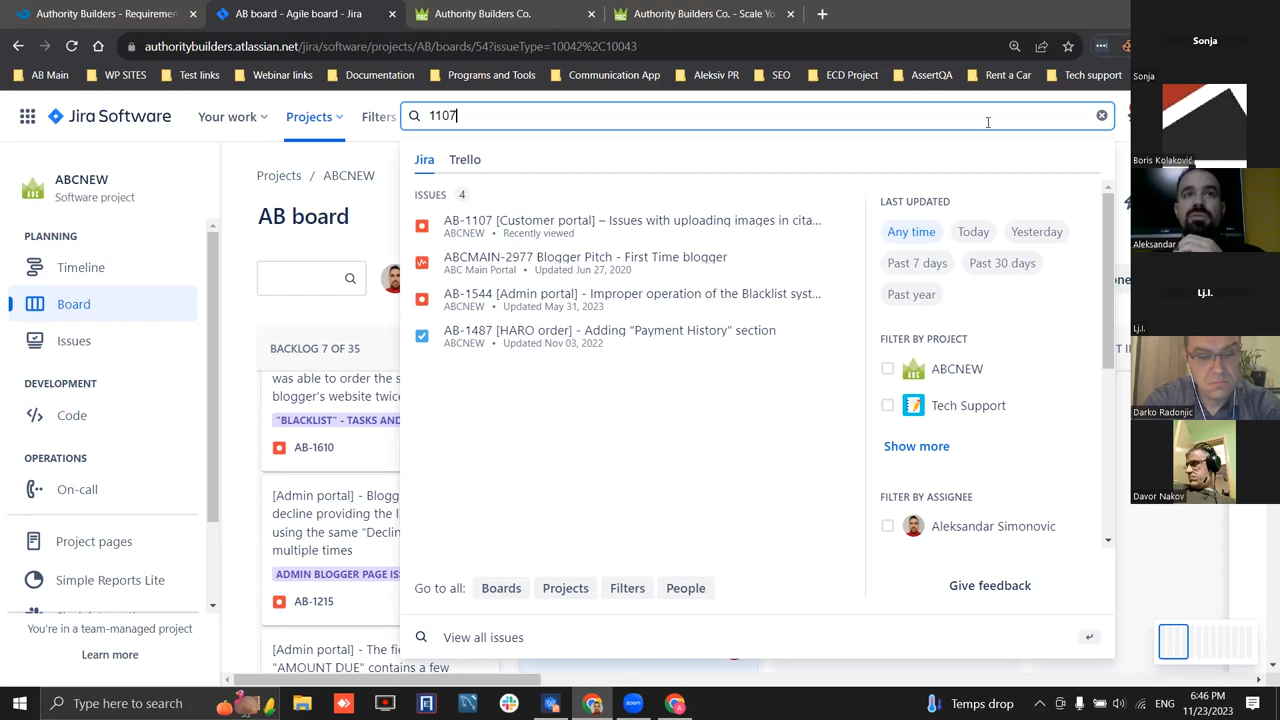 AB Projects - Requirement
AB board - Agile board - Jira
Authority Builders Co.
Authority Builders Co. - Scale Yo
authoritybuilders.atlassian.net/jira/software/projects/AB/boards/54?issueType=10042%2C10043
AB Main
WP SITES
Test links
Webinar links
Documentation
Programs and Tools
Communication App
Aleksiv PR
SEO
ECD Project
AssertQA
Rent a Car
Tech support
Jira Software
Your work
Projects
Filters
1107
Jira
Trello
ISSUES 4
AB-1107 [Customer portal] – Issues with uploading images in cita...
ABCNEW • Recently viewed
ABCMAIN-2977 Blogger Pitch - First Time blogger
ABC Main Portal • Updated Jun 27, 2020
AB-1544 [Admin portal] - Improper operation of the Blacklist syst...
ABCNEW • Updated May 31, 2023
AB-1487 [HARO order] - Adding "Payment History" section
ABCNEW • Updated Nov 03, 2022
Go to all:
Boards
Projects
Filters
People
View all issues
LAST UPDATED
Any time
Today
Yesterday
Past 7 days
Past 30 days
Past year
FILTER BY PROJECT
ABCNEW
Tech Support
Show more
FILTER BY ASSIGNEE
Aleksandar Simonovic
Give feedback
ABCNEW
Software project
PLANNING
Timeline
Board
Issues
DEVELOPMENT
Code
OPERATIONS
On-call
Project pages
Simple Reports Lite
You're in a team-managed project
Learn more
Projects / ABCNEW
AB board
BACKLOG 7 OF 35
was able to order the s
blogger's website twice
"BLACKLIST" - TASKS AND
AB-1610
[Admin portal] - Blogg
decline providing the l
using the same "Declin
multiple times
ADMIN BLOGGER PAGE IS
AB-1215
[Admin portal] - The fie
"AMOUNT DUE" contains a few
Sonja
Sonja
Boris Kolaković
Aleksandar
Lj.I.
Lj.I.
Darko Radonjic
Davor Nakov
Type here to search
Temps drop
ENG
6:46 PM
11/23/2023